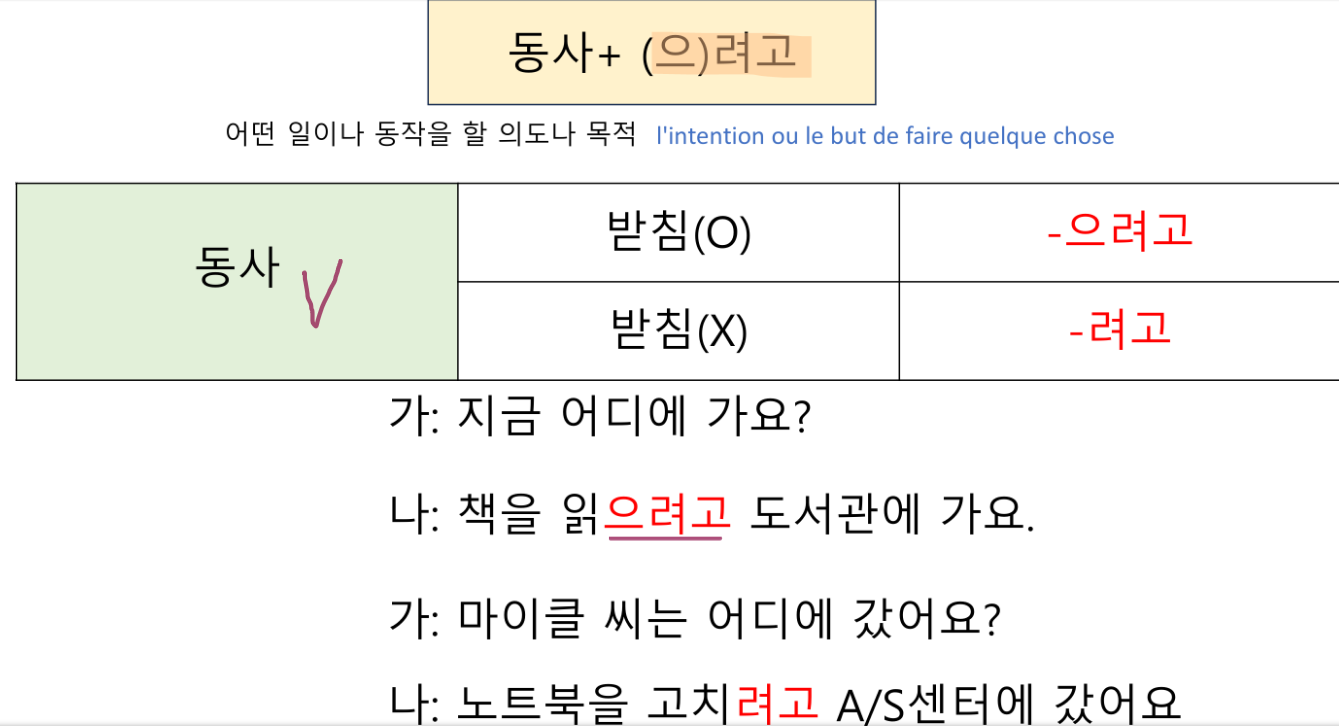 동사+ (으)려고
어떤 일이나 동작을 할 의도나 목적 l'intention ou le but de faire quelque chose
동사 V
받침(O) -으려고
받침(X) -려고
가: 지금 어디에 가요?
나: 책을 읽으려고 도서관에 가요.
가: 마이클 씨는 어디에 갔어요?
나: 노트북을 고치려고 A/S센터에 갔어요